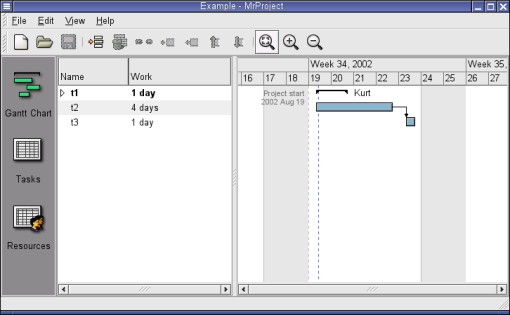 Example - MrProject
File Edit View Help
Week 34, 2002 Week 35,
Name Work 16 17 18 19 20 21 22 23 24 25 26 27
t1 1 day
t2 4 days
t3 1 day
Project start
2002 Aug 19
Kurt
Gantt Chart
Tasks
Resources